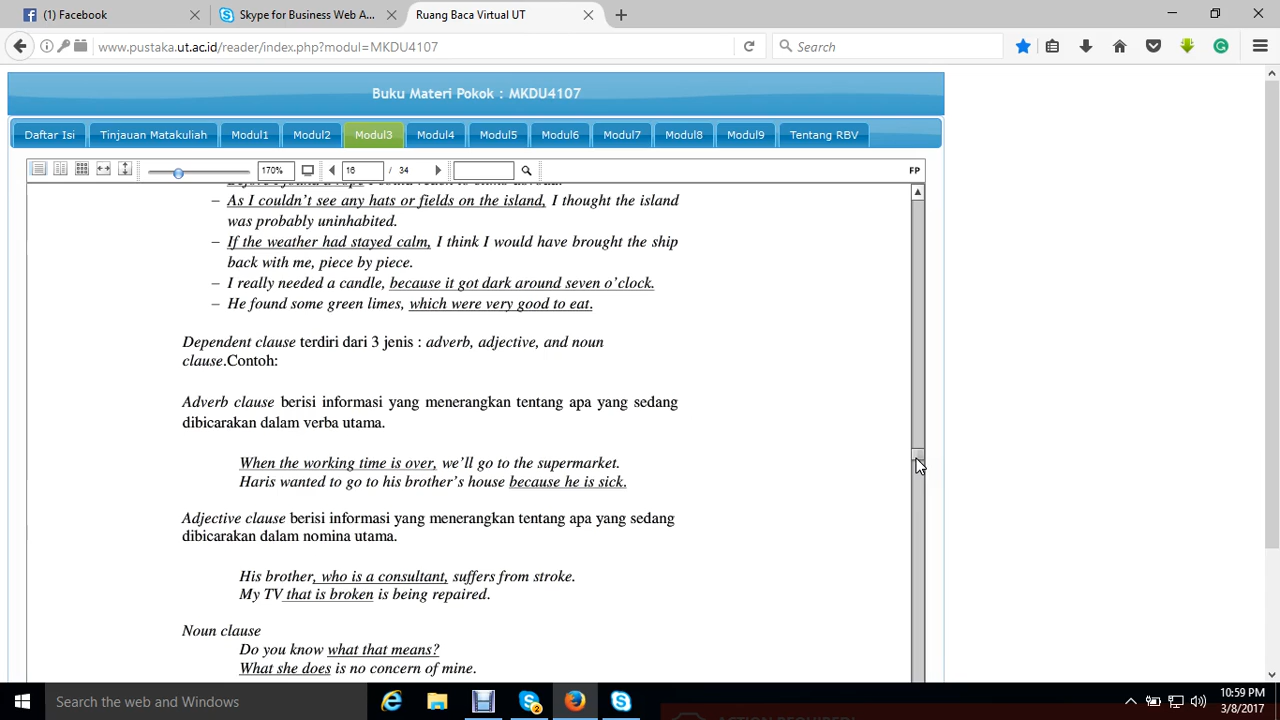 (1) Facebook
Skype for Business Web A...
Ruang Baca Virtual UT
www.pustaka.ut.ac.id/reader/index.php?modul=MKDU4107
Search
Buku Materi Pokok : MKDU4107
Daftar Isi
Tinjauan Matakuliah
Modul1
Modul2
Modul3
Modul4
Modul5
Modul6
Modul7
Modul8
Modul9
Tentang RBV
170%
16 / 34
FP
– As I couldn't see any hats or fields on the island, I thought the island
was probably uninhabited.
– If the weather had stayed calm, I think I would have brought the ship
back with me, piece by piece.
– I really needed a candle, because it got dark around seven o'clock.
– He found some green limes, which were very good to eat.
Dependent clause terdiri dari 3 jenis : adverb, adjective, and noun
clause.Contoh:
Adverb clause berisi informasi yang menerangkan tentang apa yang sedang
dibicarakan dalam verba utama.
When the working time is over, we'll go to the supermarket.
Haris wanted to go to his brother's house because he is sick.
Adjective clause berisi informasi yang menerangkan tentang apa yang sedang
dibicarakan dalam nomina utama.
His brother, who is a consultant, suffers from stroke.
My TV that is broken is being repaired.
Noun clause
Do you know what that means?
What she does is no concern of mine.
Search the web and Windows
10:59 PM
3/8/2017